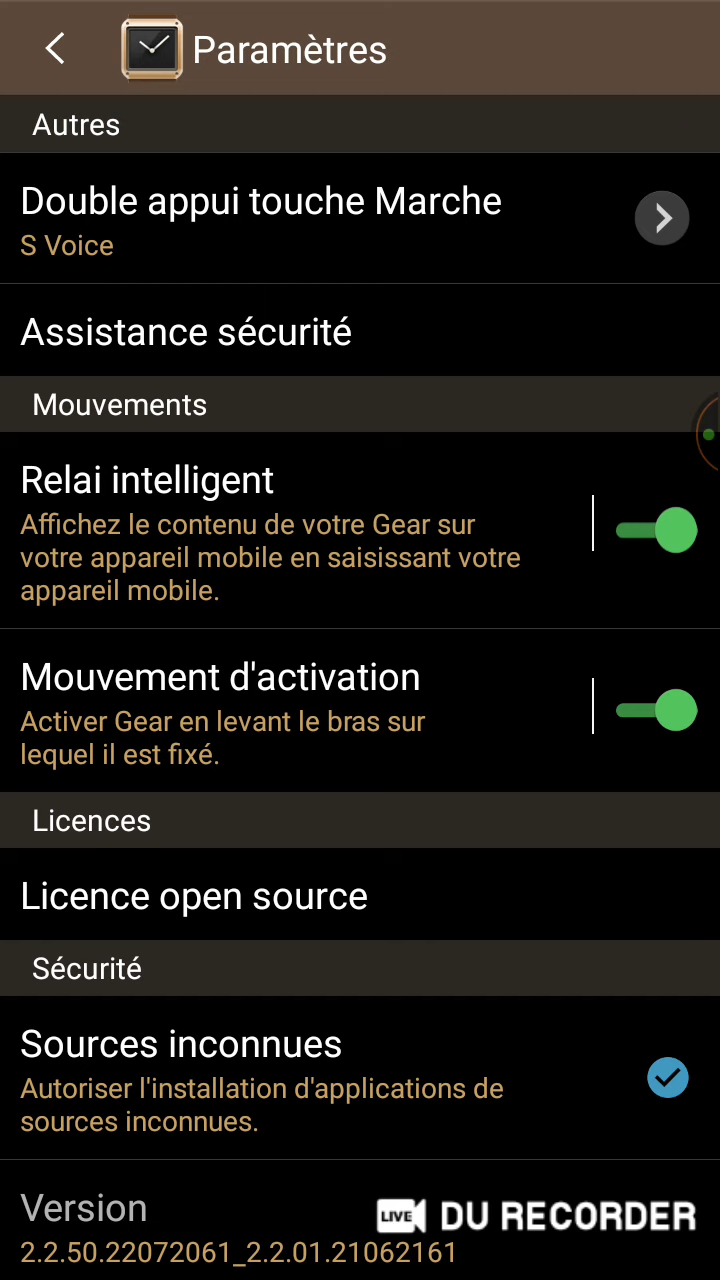 Paramètres
Autres
Double appui touche Marche
S Voice
Assistance sécurité
Mouvements
Relai intelligent
Affichez le contenu de votre Gear sur
votre appareil mobile en saisissant votre
appareil mobile.
Mouvement d'activation
Activer Gear en levant le bras sur
lequel il est fixé.
Licences
Licence open source
Sécurité
Sources inconnues
Autoriser l'installation d'applications de
sources inconnues.
Version
LIVE DU RECORDER
2.2.50.22072061_2.2.01.21062161